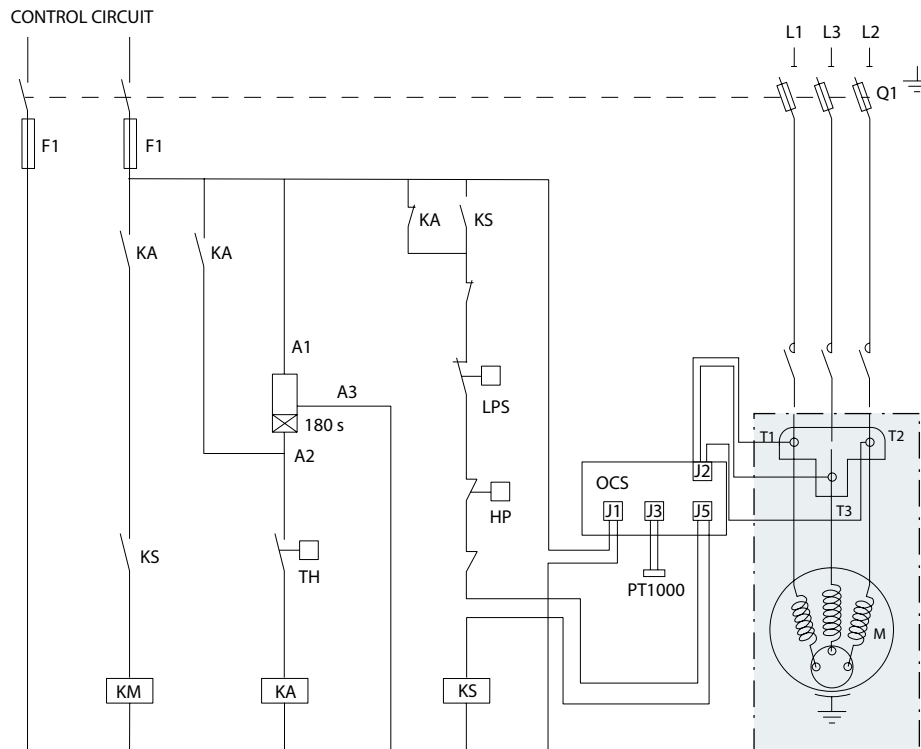 CONTROL CIRCUIT
L1 L3 L2
Q1
F1 F1
KA KA KA KS
A1
A3
LPS
180 s
T1 T2
A2
J2
OCS
HP
J1 J3 J5
T3
KS
TH
PT1000
M
KM KA KS